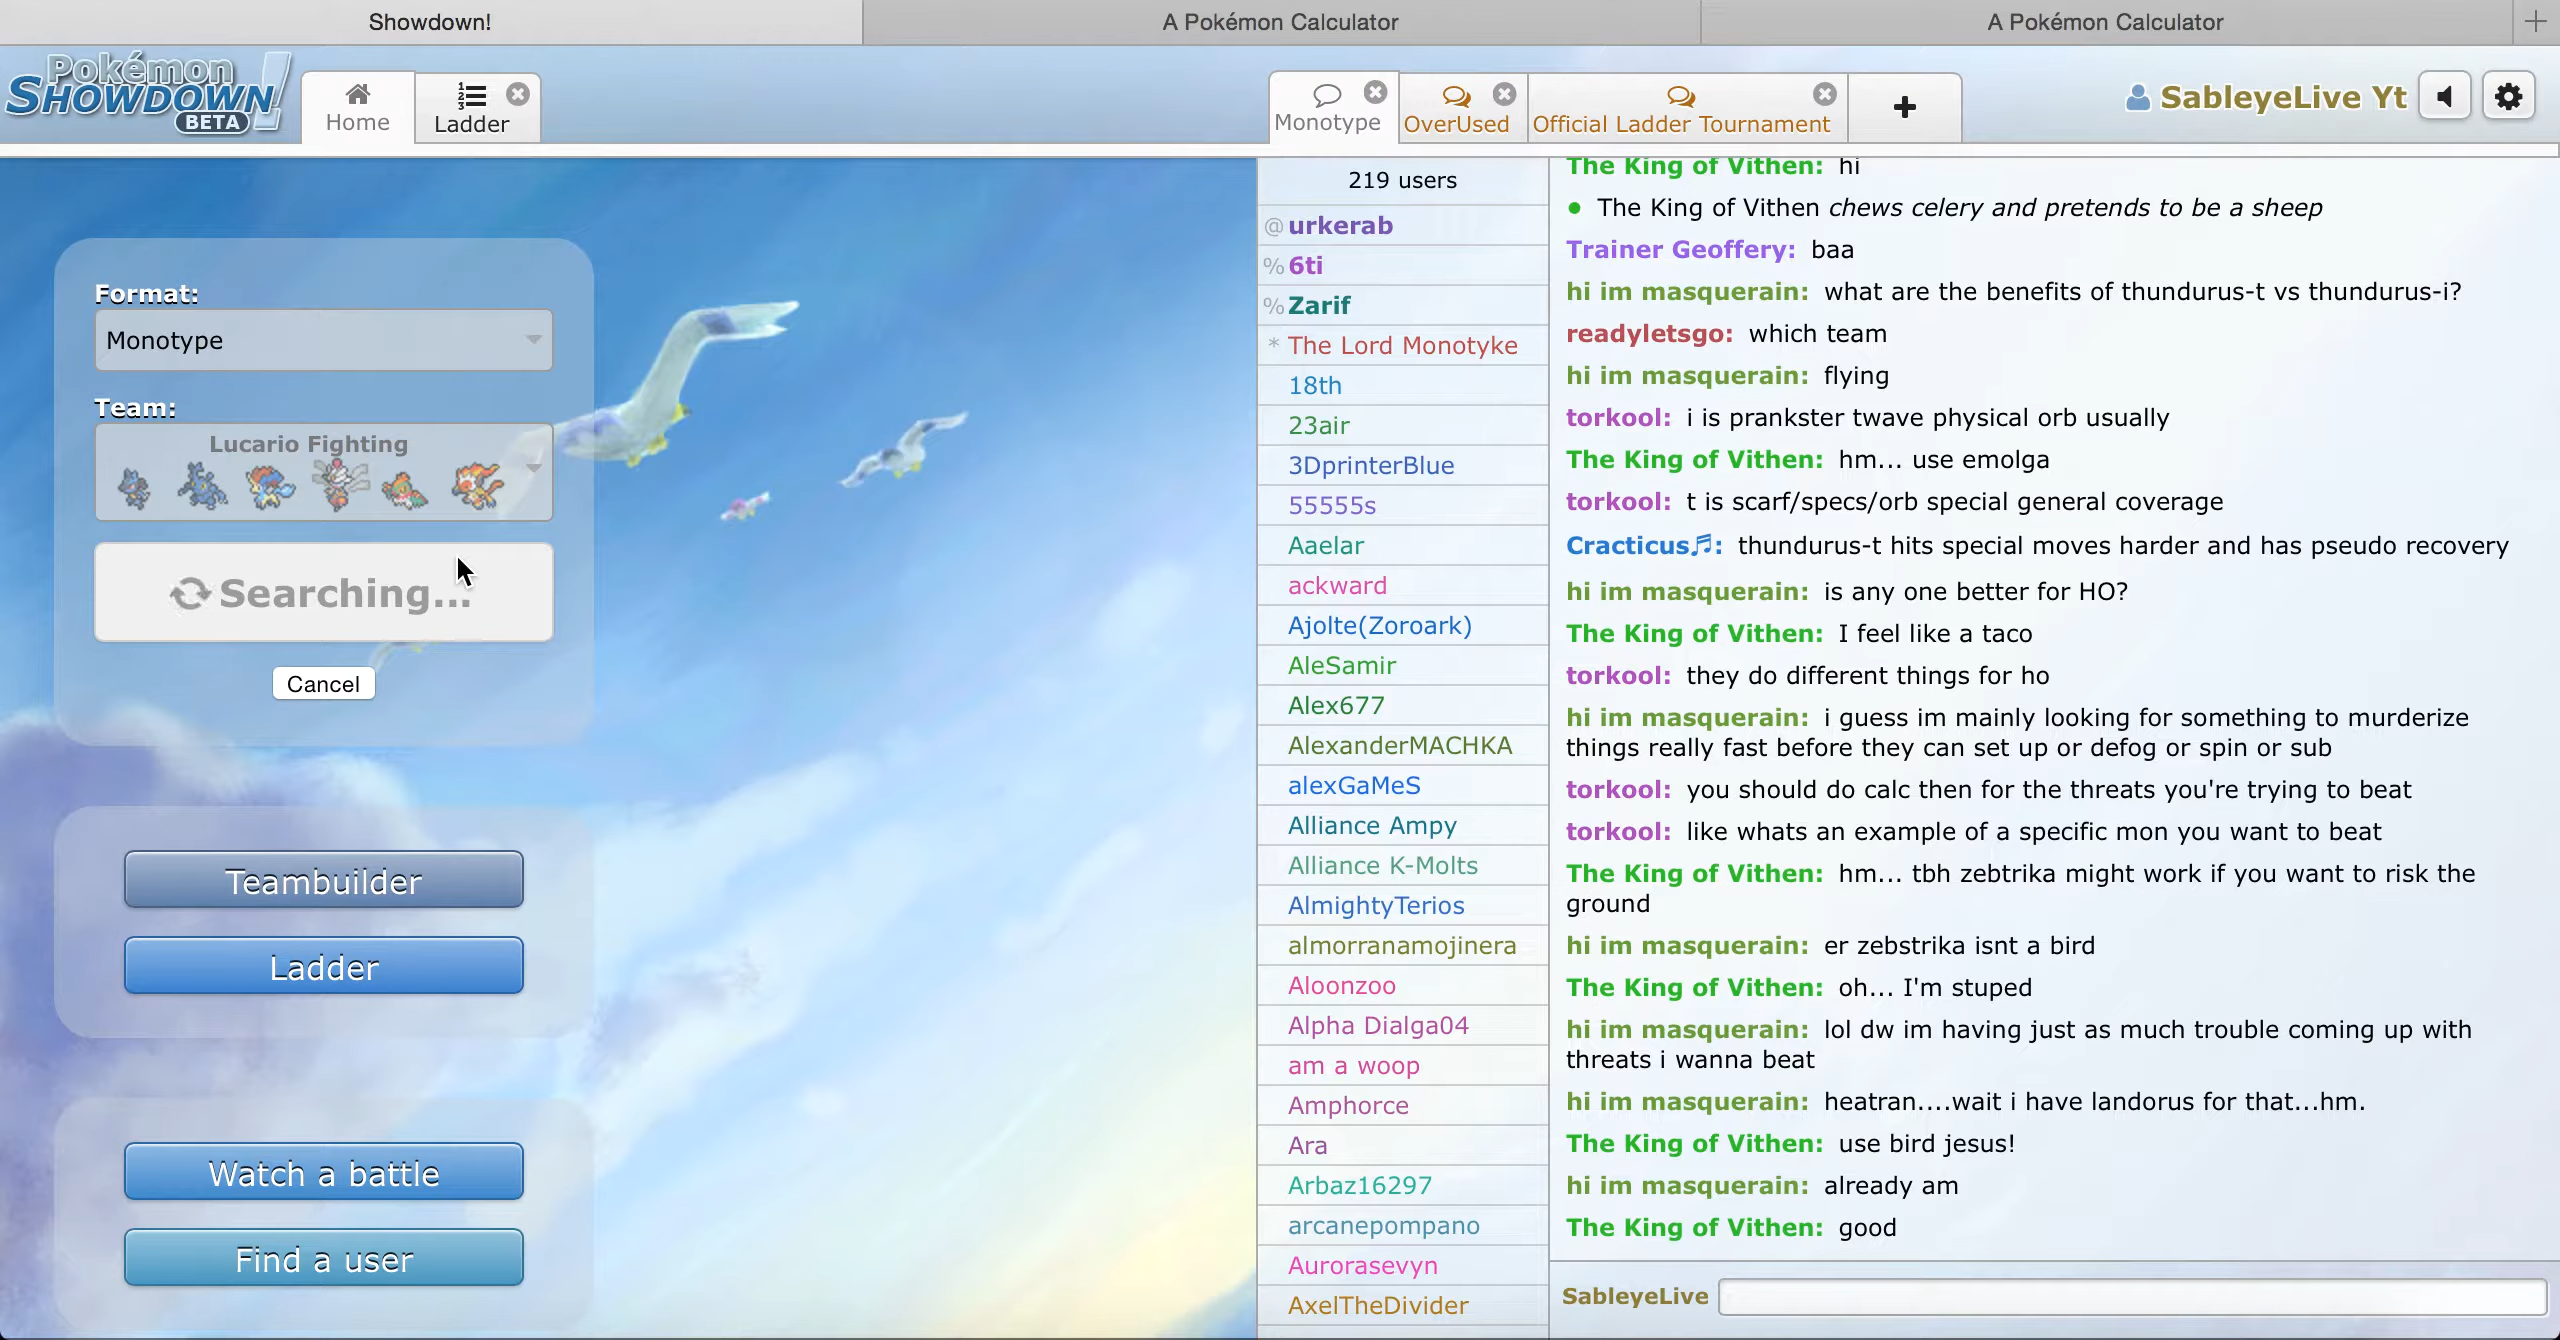 Showdown!
A Pokémon Calculator
A Pokémon Calculator
Pokémon
SHOWDOWN!
BETA
Home
Ladder
Monotype
OverUsed
Official Ladder Tournament
SableyeLive Yt
Format:
Monotype
Team:
Lucario Fighting
Searching...
Cancel
Teambuilder
Ladder
Watch a battle
Find a user
219 users
@ urkerab
% 6ti
% Zarif
* The Lord Monotyke
18th
23air
3DprinterBlue
55555s
Aaelar
ackward
Ajolte(Zoroark)
AleSamir
Alex677
AlexanderMACHKA
alexGaMeS
Alliance Ampy
Alliance K-Molts
AlmightyTerios
almorranamojinera
Aloonzoo
Alpha Dialga04
am a woop
Amphorce
Ara
Arbaz16297
arcanepompano
Aurorasevyn
AxelTheDivider
The King of Vithen: hi
• The King of Vithen chews celery and pretends to be a sheep
Trainer Geoffery: baa
hi im masquerain: what are the benefits of thundurus-t vs thundurus-i?
readyletsgo: which team
hi im masquerain: flying
torkool: i is prankster twave physical orb usually
The King of Vithen: hm... use emolga
torkool: t is scarf/specs/orb special general coverage
Cracticus♬: thundurus-t hits special moves harder and has pseudo recovery
hi im masquerain: is any one better for HO?
The King of Vithen: I feel like a taco
torkool: they do different things for ho
hi im masquerain: i guess im mainly looking for something to murderize
things really fast before they can set up or defog or spin or sub
torkool: you should do calc then for the threats you're trying to beat
torkool: like whats an example of a specific mon you want to beat
The King of Vithen: hm... tbh zebtrika might work if you want to risk the
ground
hi im masquerain: er zebstrika isnt a bird
The King of Vithen: oh... I'm stuped
hi im masquerain: lol dw im having just as much trouble coming up with
threats i wanna beat
hi im masquerain: heatran....wait i have landorus for that...hm.
The King of Vithen: use bird jesus!
hi im masquerain: already am
The King of Vithen: good
SableyeLive